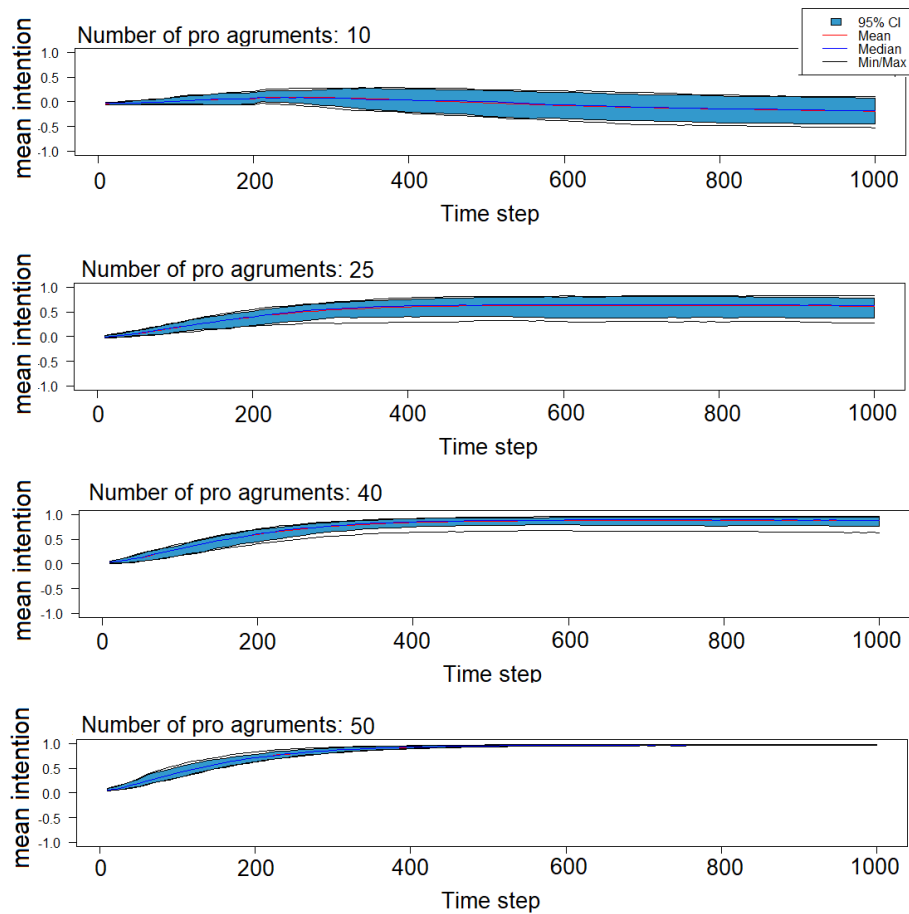 Number of pro agruments: 10
95% CI
Mean
Median
Min/Max
mean intention
1.0
0.5
0.0
-0.5
-1.0
0 200 400 600 800 1000
Time step
Number of pro agruments: 25
mean intention
1.0
0.5
0.0
-0.5
-1.0
0 200 400 600 800 1000
Time step
Number of pro agruments: 40
mean intention
1.0
0.5
0.0
-0.5
-1.0
0 200 400 600 800 1000
Time step
Number of pro agruments: 50
mean intention
1.0
0.5
0.0
-0.5
-1.0
0 200 400 600 800 1000
Time step